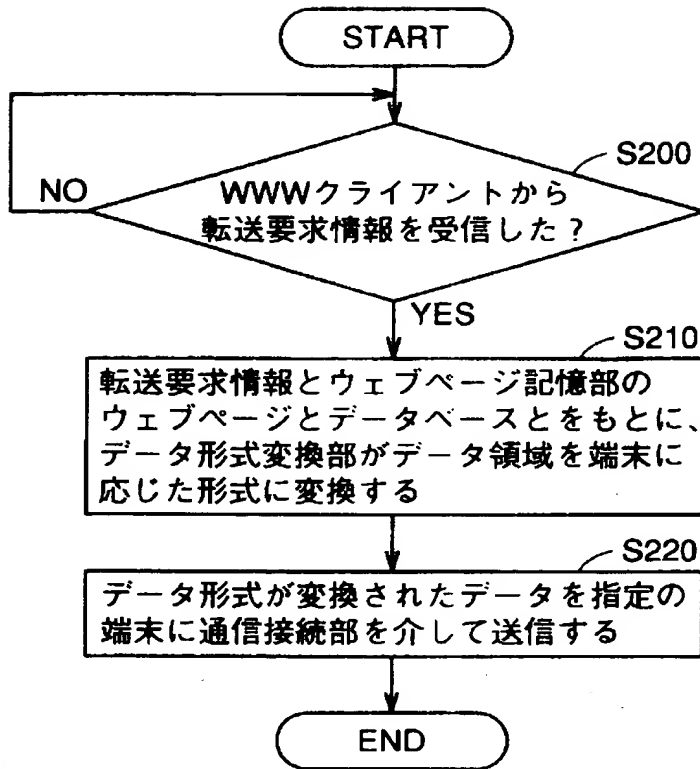 START
S200
NO
WWWクライアントから
転送要求情報を受信した?
YES
S210
転送要求情報とウェブページ記憶部の
ウェブページとデータベースとをもとに、
データ形式変換部がデータ領域を端末に
応じた形式に変換する
S220
データ形式が変換されたデータを指定の
端末に通信接続部を介して送信する
END